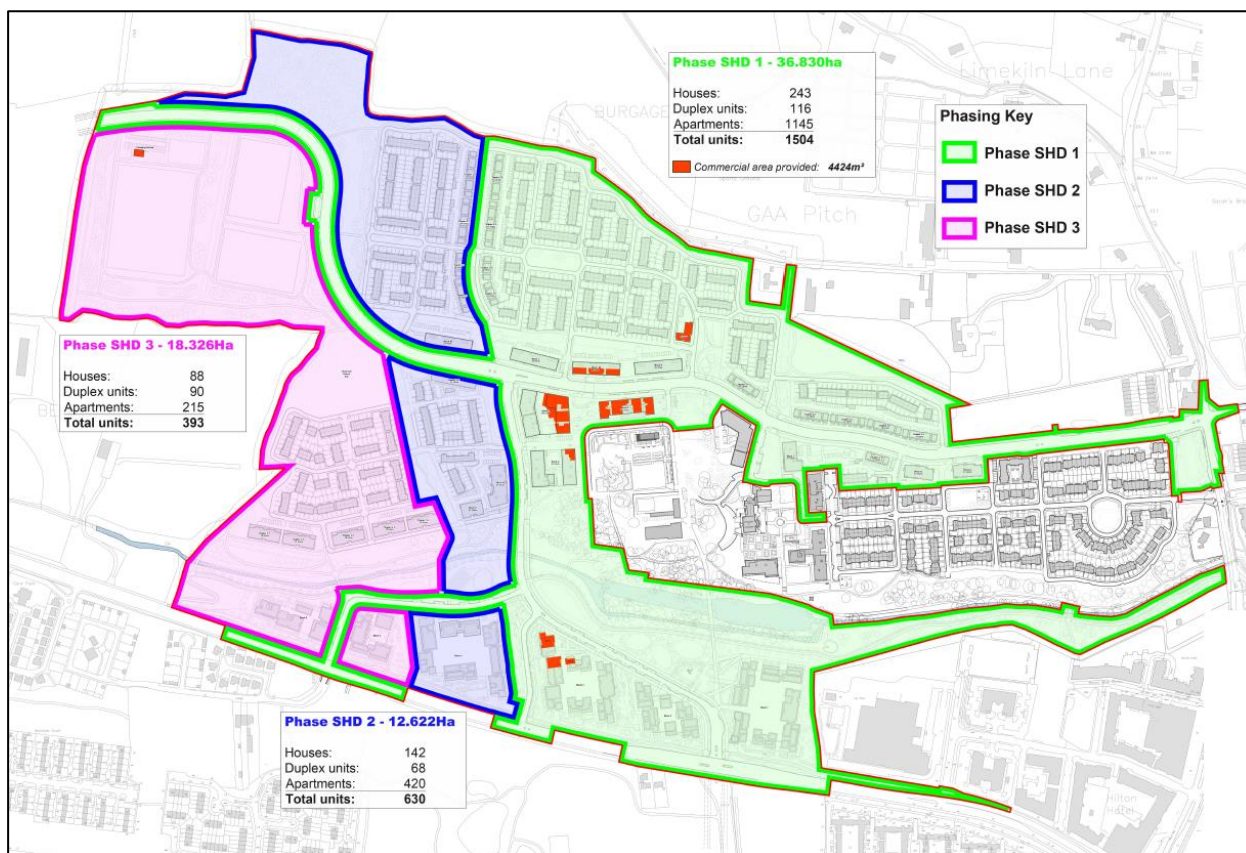 Limekiln Lane
BURGAGE
GAA Pitch
Phase SHD 1 - 36.830ha
Houses: 243
Duplex units: 116
Apartments: 1145
Total units: 1504
Commercial area provided: 4424m²
Phasing Key
Phase SHD 1
Phase SHD 2
Phase SHD 3
Phase SHD 3 - 18.326Ha
Houses: 88
Duplex units: 90
Apartments: 215
Total units: 393
Phase SHD 2 - 12.622Ha
Houses: 142
Duplex units: 68
Apartments: 420
Total units: 630
Hilton
Hotel